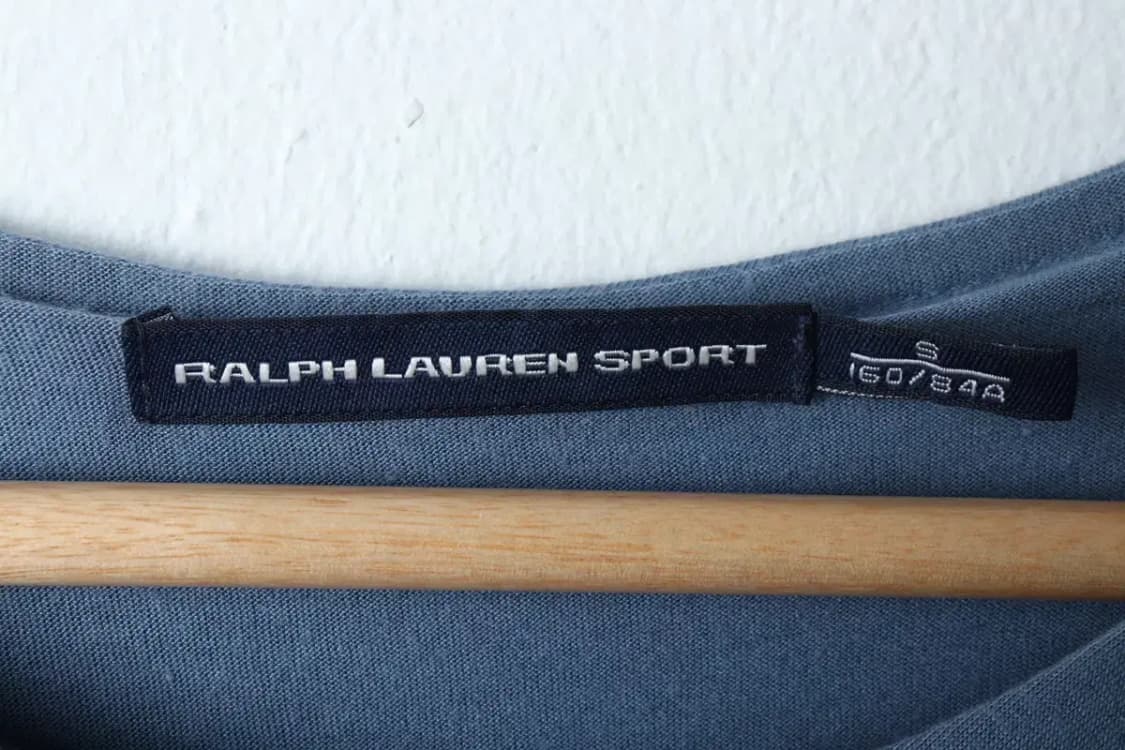 RALPH LAUREN SPORT
S
160/84A